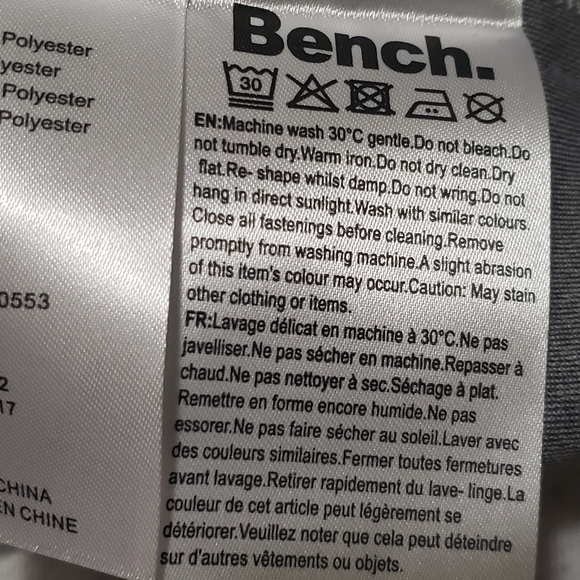 Polyester
yester
Polyester
Polyester
0553
2
17
CHINA
EN CHINE
Bench.
30
EN:Machine wash 30°C gentle.Do not bleach.Do
not tumble dry.Warm iron.Do not dry clean.Dry
flat.Re- shape whilst damp.Do not wring.Do not
hang in direct sunlight.Wash with similar colours.
Close all fastenings before cleaning.Remove
promptly from washing machine.A slight abrasion
of this item's colour may occur.Caution: May stain
other clothing or items.
FR:Lavage délicat en machine à 30°C.Ne pas
javelliser.Ne pas sécher en machine.Repasser à
chaud.Ne pas nettoyer à sec.Séchage à plat.
Remettre en forme encore humide.Ne pas
essorer.Ne pas faire sécher au soleil.Laver avec
des couleurs similaires.Fermer toutes fermetures
avant lavage.Retirer rapidement du lave- linge.La
couleur de cet article peut légèrement se
détériorer.Veuillez noter que cela peut déteindre
sur d'autres vêtements ou objets.